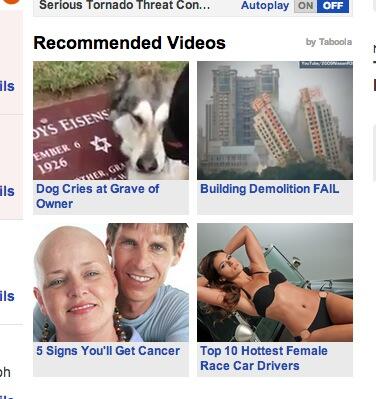 Serious Tornado Threat Con...
Autoplay ON OFF
Recommended Videos
by Taboola
YouTube/2009NissanR3
OYS EISENS
EMBER 6
1926
Dog Cries at Grave of
Owner
Building Demolition FAIL
5 Signs You'll Get Cancer
Top 10 Hottest Female
Race Car Drivers
ils
ils
ils
ph